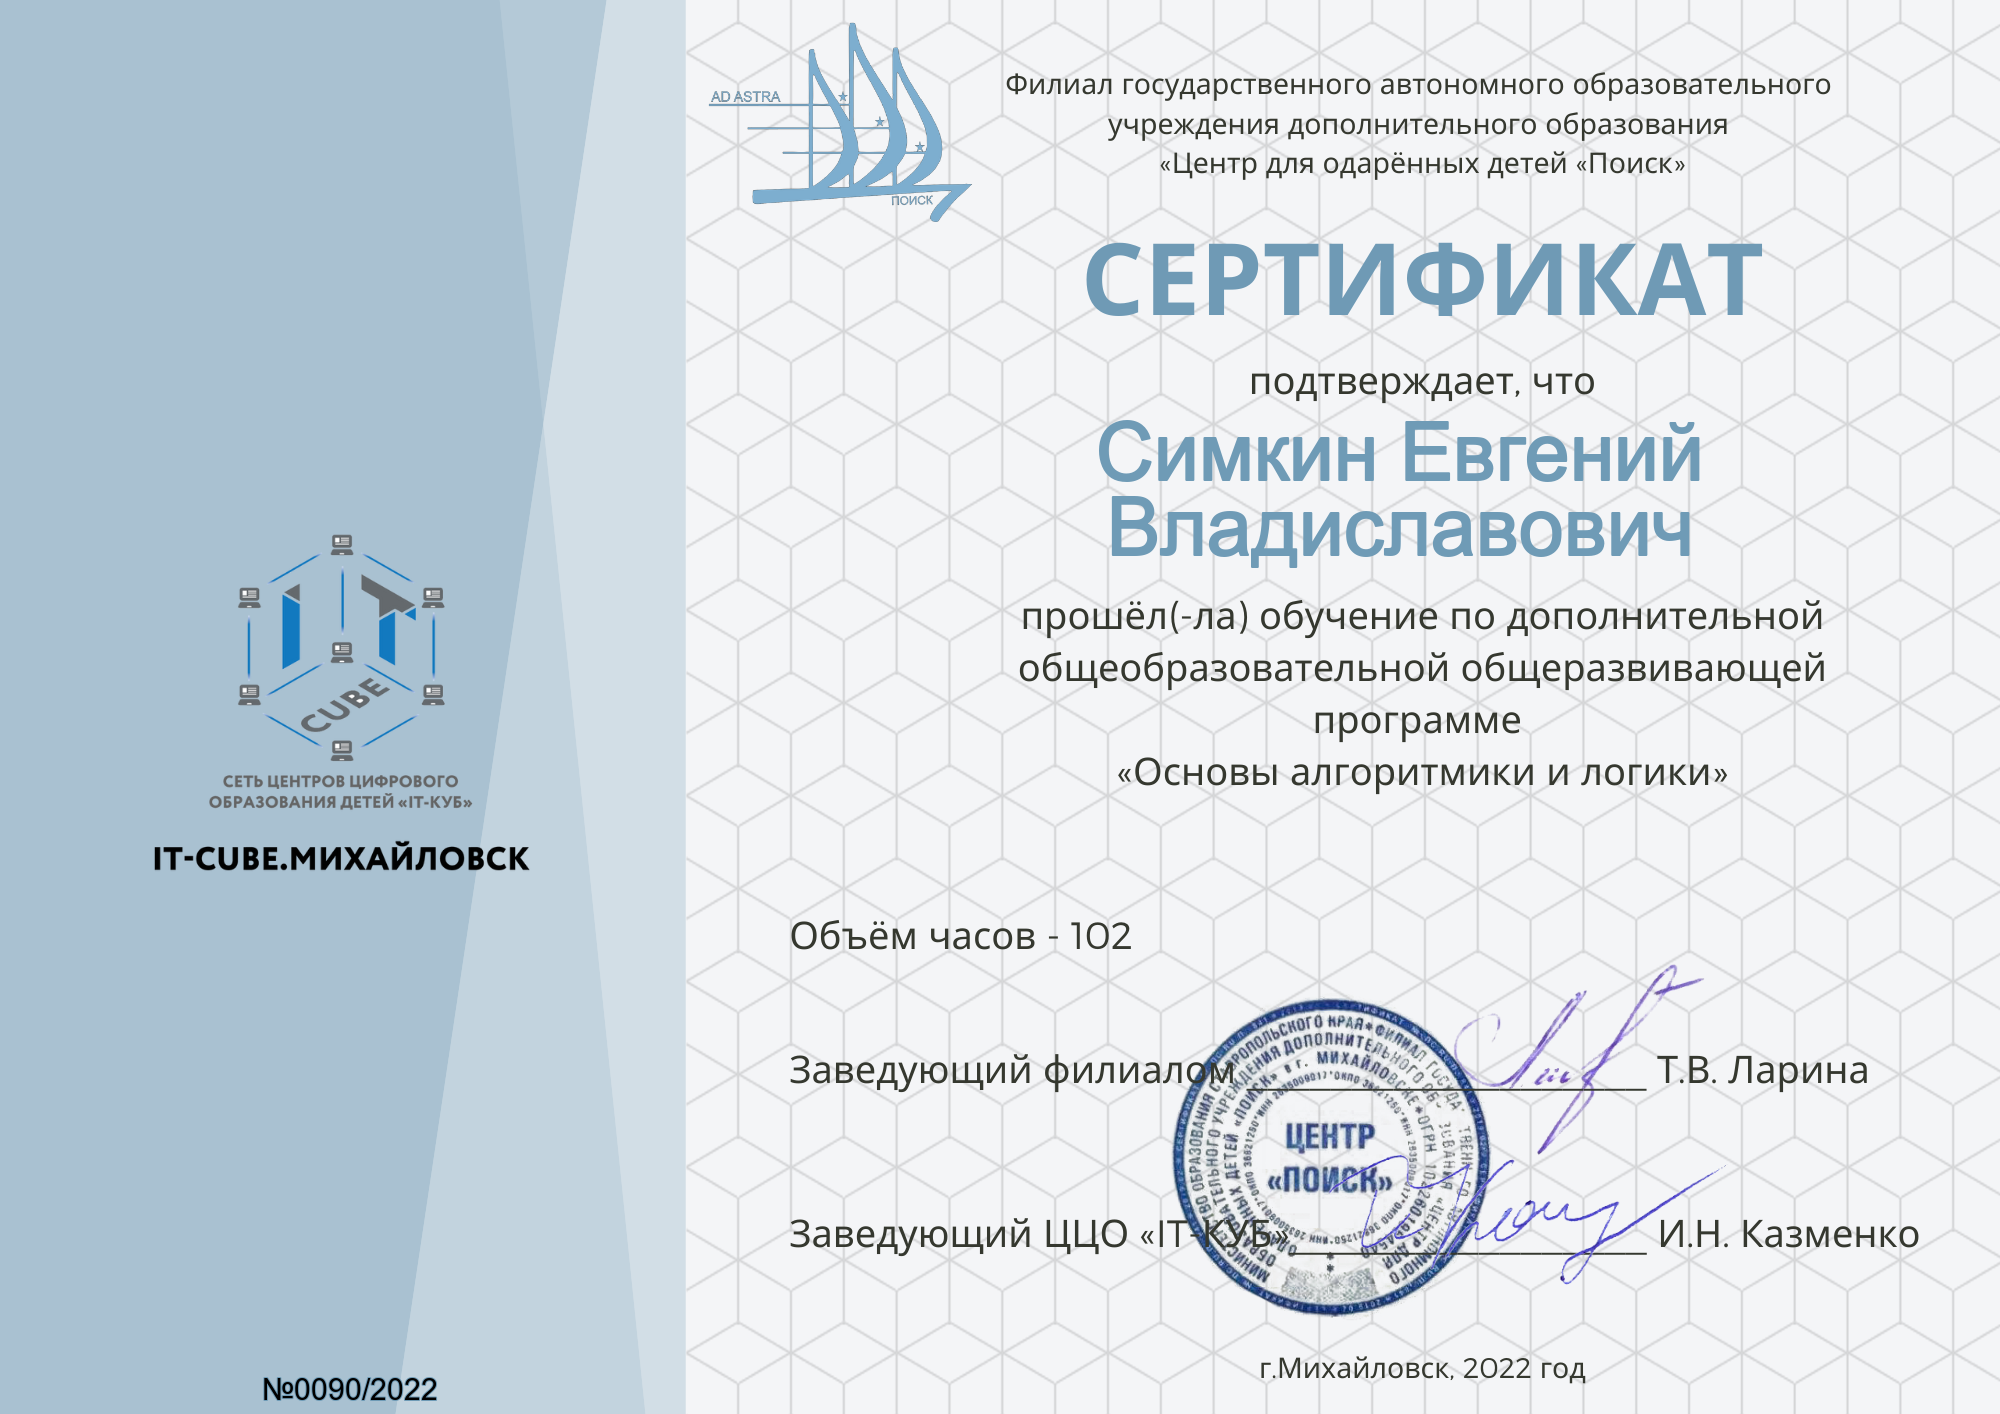 AD ASTRA
ПОИСК
Филиал государственного автономного образовательного
учреждения дополнительного образования
«Центр для одарённых детей «Поиск»
СЕРТИФИКАТ
подтверждает, что
Симкин Евгений
Владиславович
прошёл(-ла) обучение по дополнительной
общеобразовательной общеразвивающей
программе
«Основы алгоритмики и логики»
IT
CUBE
СЕТЬ ЦЕНТРОВ ЦИФРОВОГО
ОБРАЗОВАНИЯ ДЕТЕЙ «IT-КУБ»
IT-CUBE.МИХАЙЛОВСК
Объём часов - 102
Заведующий филиалом Т.В. Ларина
ЦЕНТР
«ПОИСК»
Заведующий ЦЦО «IT-КУБ» И.Н. Казменко
г.Михайловск, 2022 год
№0090/2022